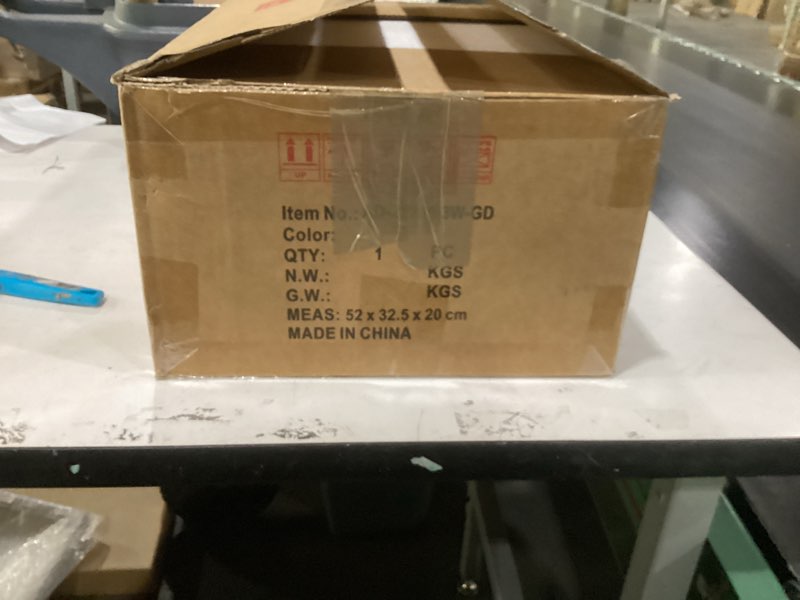 UP
Item No.: GD
Color:
QTY: 1 PC
N.W.: KGS
G.W.: KGS
MEAS: 52 x 32.5 x 20 cm
MADE IN CHINA